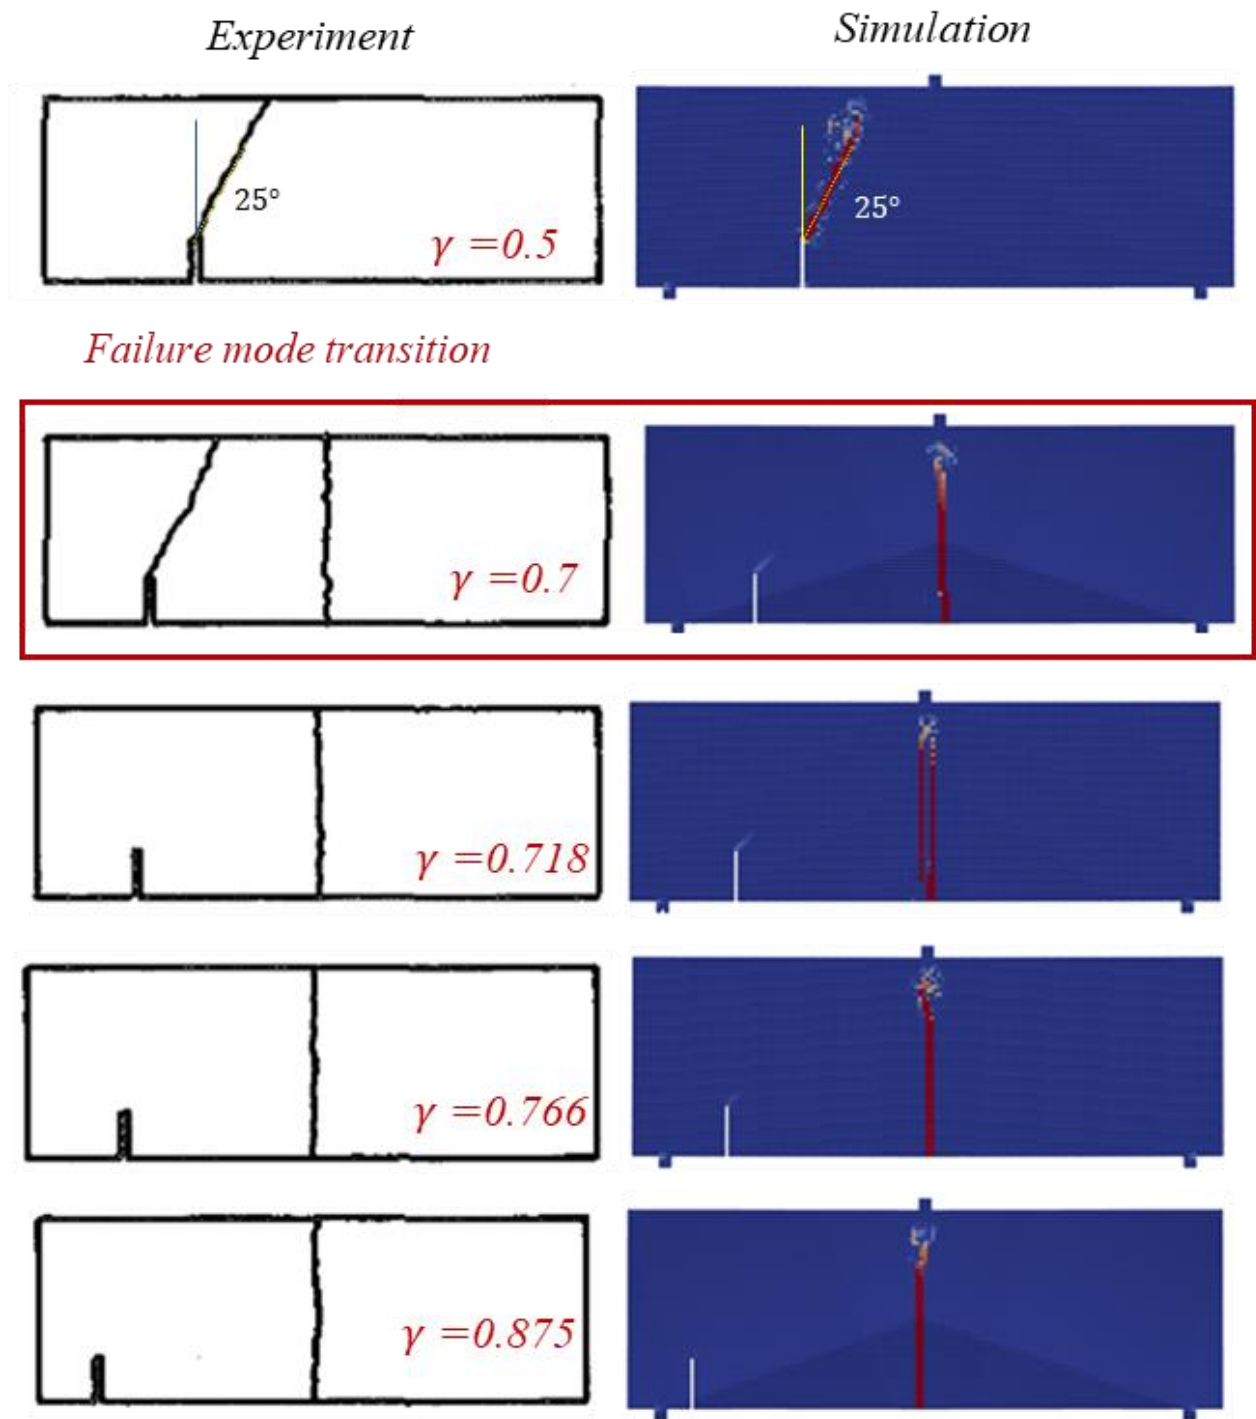 Experiment
Simulation
25°
γ =0.5
25°
Failure mode transition
γ =0.7
γ =0.718
γ =0.766
γ =0.875